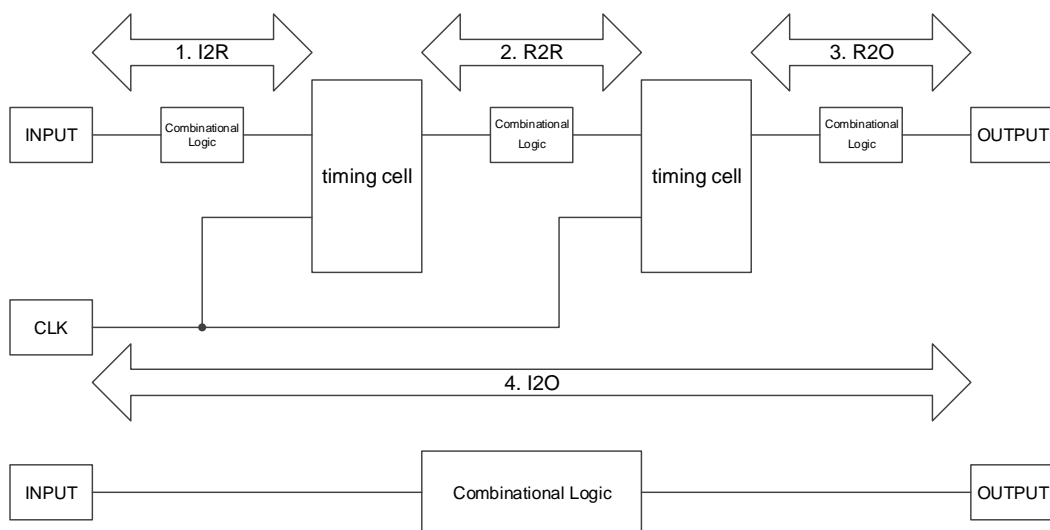 1. I2R
2. R2R
3. R2O
INPUT
Combinational
Logic
timing cell
Combinational
Logic
timing cell
Combinational
Logic
OUTPUT
CLK
4. I2O
INPUT
Combinational Logic
OUTPUT